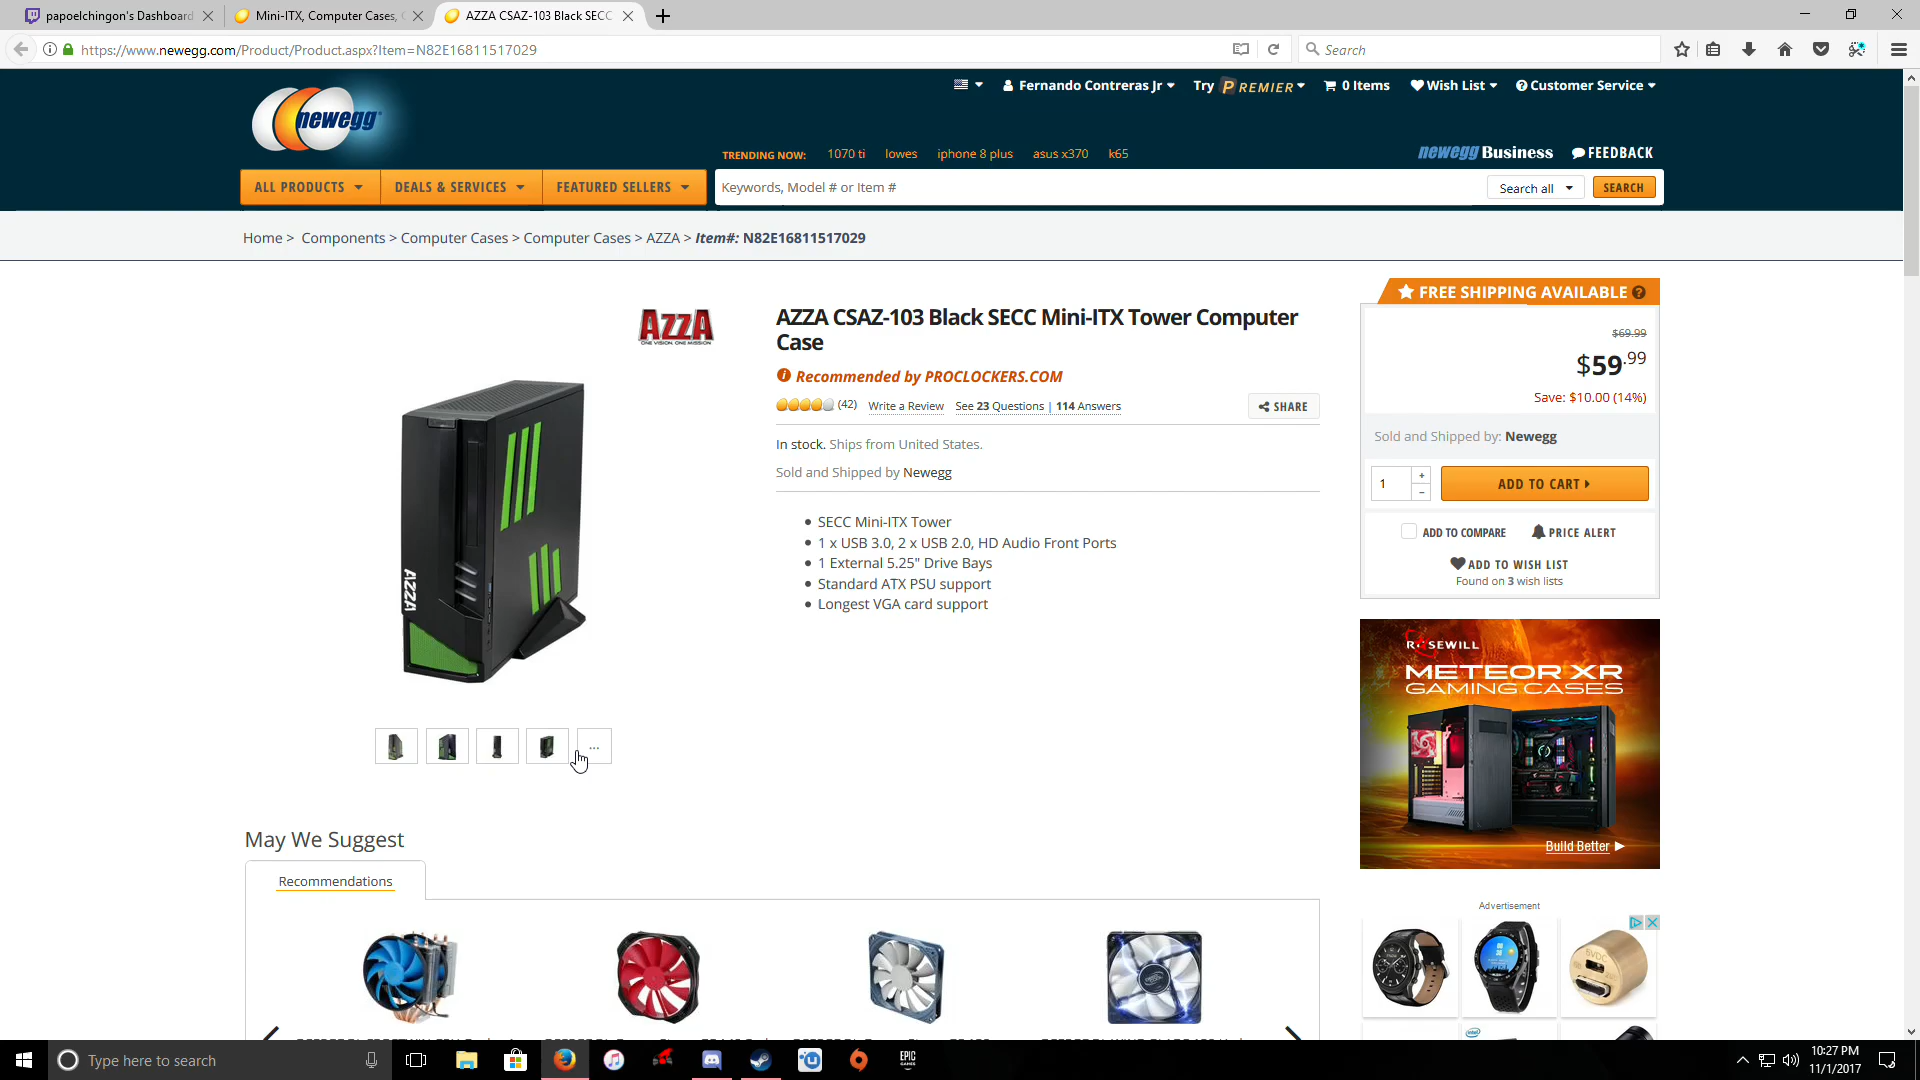 papoelchingon's Dashboard
Mini-ITX, Computer Cases,
AZZA CSAZ-103 Black SECC
https://www.newegg.com/Product/Product.aspx?Item=N82E16811517029
Search
newegg
Fernando Contreras Jr
Try PREMIER
0 Items
Wish List
Customer Service
TRENDING NOW: 1070 ti lowes iphone 8 plus asus x370 k65
newegg Business
FEEDBACK
ALL PRODUCTS
DEALS & SERVICES
FEATURED SELLERS
Keywords, Model # or Item #
Search all
SEARCH
Home > Components > Computer Cases > Computer Cases > AZZA > Item#: N82E16811517029
AZZA
ONE VISION. ONE MISSION
AZZA
AZZA CSAZ-103 Black SECC Mini-ITX Tower Computer
Case
Recommended by PROCLOCKERS.COM
(42) Write a Review See 23 Questions | 114 Answers
SHARE
In stock. Ships from United States.
Sold and Shipped by Newegg
SECC Mini-ITX Tower
1 x USB 3.0, 2 x USB 2.0, HD Audio Front Ports
1 External 5.25" Drive Bays
Standard ATX PSU support
Longest VGA card support
...
FREE SHIPPING AVAILABLE
$69.99
$59.99
Save: $10.00 (14%)
Sold and Shipped by: Newegg
1
+
−
ADD TO CART
ADD TO COMPARE
PRICE ALERT
ADD TO WISH LIST
Found on 3 wish lists
ROSEWILL
METEOR XR
GAMING CASES
Build Better
May We Suggest
Recommendations
Advertisement
5VDC
intel
Type here to search
EPIC
GAMES
10:27 PM
11/1/2017